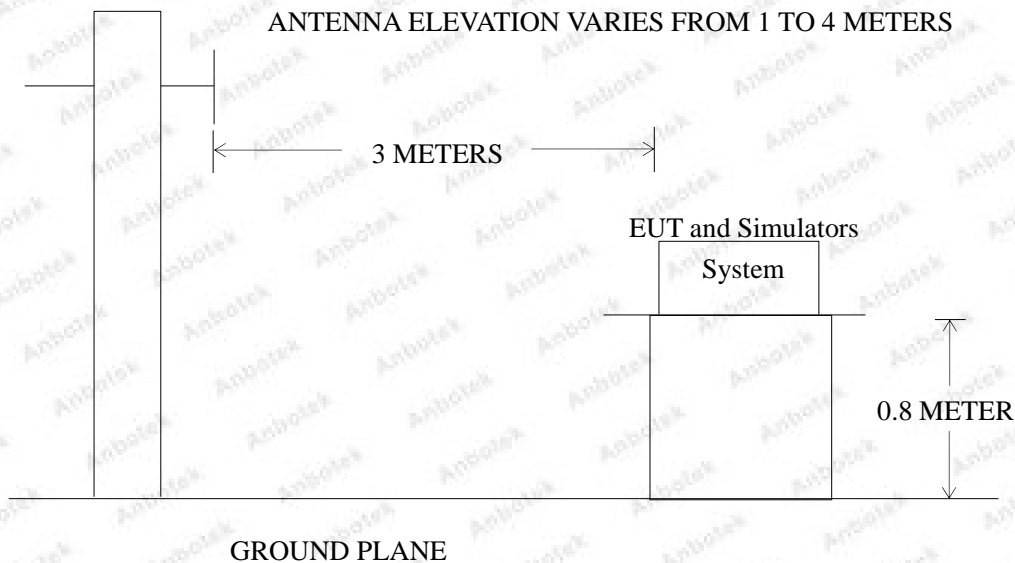 ANTENNA ELEVATION VARIES FROM 1 TO 4 METERS
3 METERS
EUT and Simulators
System
0.8 METER
GROUND PLANE
Anbotek